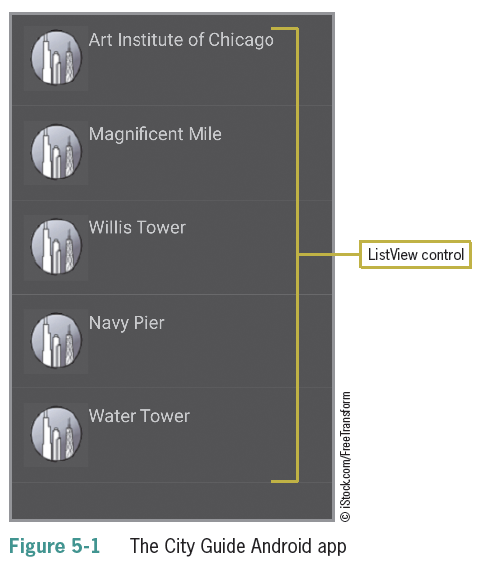 Art Institute of Chicago
Magnificent Mile
Willis Tower
Navy Pier
Water Tower
ListView control
© iStock.com/FreeTransform
Figure 5-1 The City Guide Android app